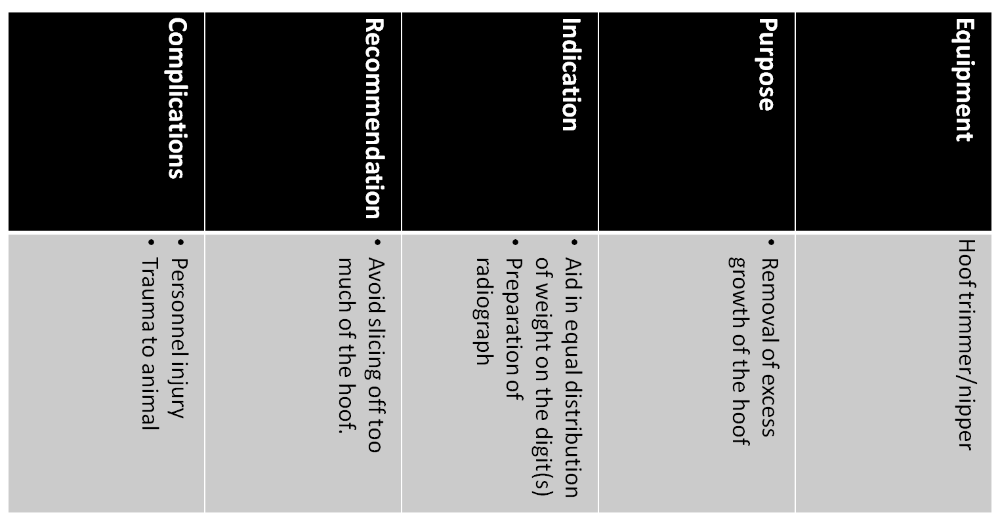 Equipment
Hoof trimmer/nipper
Purpose
• Removal of excess
growth of the hoof
Indication
• Aid in equal distribution
of weight on the digit(s)
• Preparation of
radiograph
Recommendation
• Avoid slicing off too
much of the hoof.
Complications
• Personnel injury
• Trauma to animal